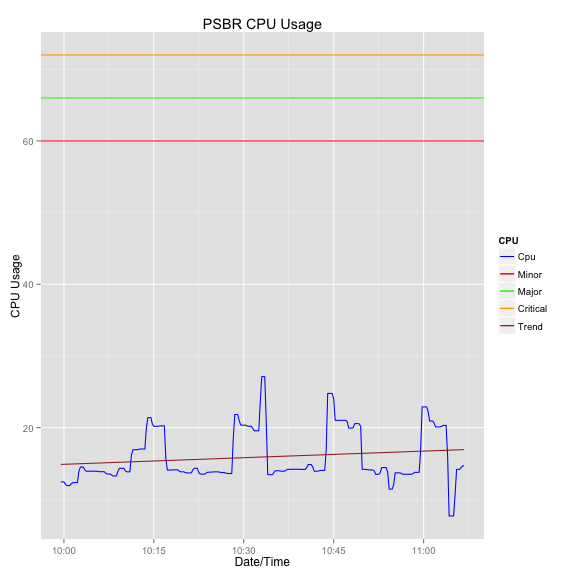 PSBR CPU Usage
60
40
20
CPU Usage
10:00
10:15
10:30
10:45
11:00
Date/Time
CPU
Cpu
Minor
Major
Critical
Trend